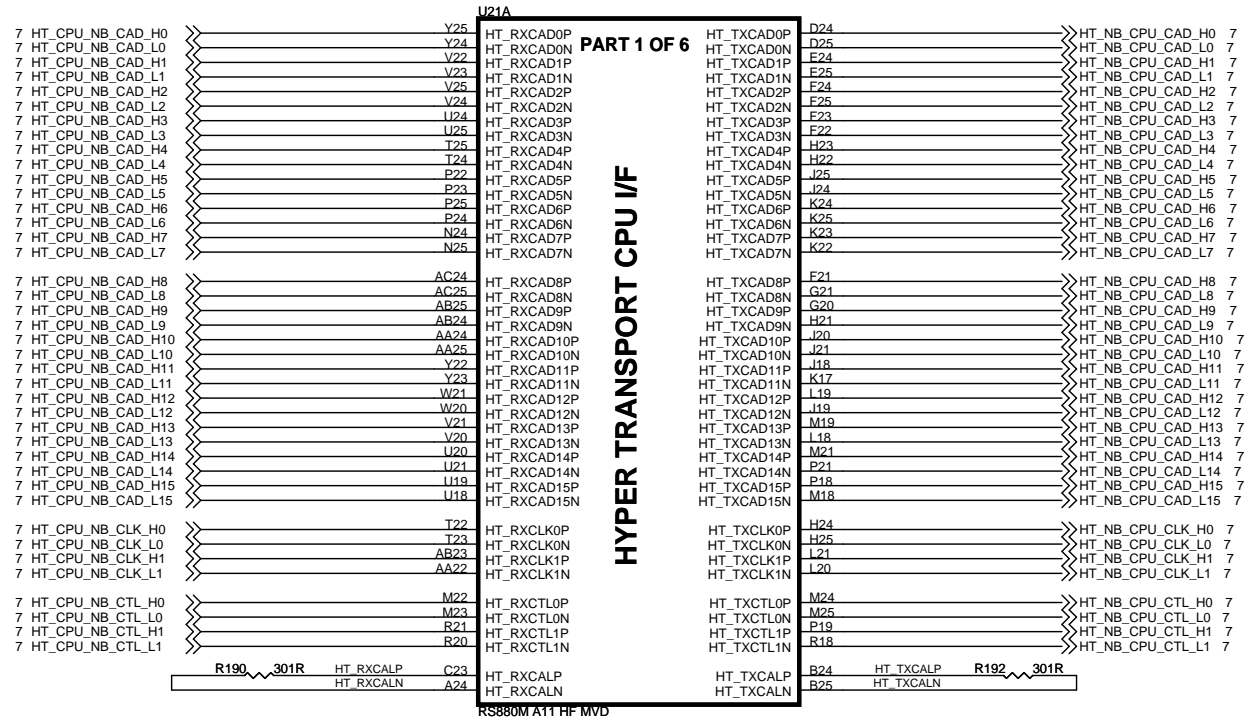 U21A
7 HT_CPU_NB_CAD_H0 Y25 HT_RXCAD0P PART 1 OF 6 HT_TXCAD0P D24 HT_NB_CPU_CAD_H0 7
7 HT_CPU_NB_CAD_L0 Y24 HT_RXCAD0N HT_TXCAD0N D25 HT_NB_CPU_CAD_L0 7
7 HT_CPU_NB_CAD_H1 V22 HT_RXCAD1P HT_TXCAD1P E24 HT_NB_CPU_CAD_H1 7
7 HT_CPU_NB_CAD_L1 V23 HT_RXCAD1N HT_TXCAD1N E25 HT_NB_CPU_CAD_L1 7
7 HT_CPU_NB_CAD_H2 V25 HT_RXCAD2P HT_TXCAD2P F24 HT_NB_CPU_CAD_H2 7
7 HT_CPU_NB_CAD_L2 V24 HT_RXCAD2N HT_TXCAD2N F25 HT_NB_CPU_CAD_L2 7
7 HT_CPU_NB_CAD_H3 U24 HT_RXCAD3P HT_TXCAD3P F23 HT_NB_CPU_CAD_H3 7
7 HT_CPU_NB_CAD_L3 U25 HT_RXCAD3N HT_TXCAD3N F22 HT_NB_CPU_CAD_L3 7
7 HT_CPU_NB_CAD_H4 T25 HT_RXCAD4P HT_TXCAD4P H23 HT_NB_CPU_CAD_H4 7
7 HT_CPU_NB_CAD_L4 T24 HT_RXCAD4N HT_TXCAD4N H22 HT_NB_CPU_CAD_L4 7
7 HT_CPU_NB_CAD_H5 P22 HT_RXCAD5P HT_TXCAD5P J25 HT_NB_CPU_CAD_H5 7
7 HT_CPU_NB_CAD_L5 P23 HT_RXCAD5N HT_TXCAD5N J24 HT_NB_CPU_CAD_L5 7
7 HT_CPU_NB_CAD_H6 P25 HT_RXCAD6P HT_TXCAD6P K24 HT_NB_CPU_CAD_H6 7
7 HT_CPU_NB_CAD_L6 P24 HT_RXCAD6N HT_TXCAD6N K25 HT_NB_CPU_CAD_L6 7
7 HT_CPU_NB_CAD_H7 N24 HT_RXCAD7P HT_TXCAD7P K23 HT_NB_CPU_CAD_H7 7
7 HT_CPU_NB_CAD_L7 N25 HT_RXCAD7N HT_TXCAD7N K22 HT_NB_CPU_CAD_L7 7
HYPER TRANSPORT CPU I/F
7 HT_CPU_NB_CAD_H8 AC24 HT_RXCAD8P HT_TXCAD8P F21 HT_NB_CPU_CAD_H8 7
7 HT_CPU_NB_CAD_L8 AC25 HT_RXCAD8N HT_TXCAD8N G21 HT_NB_CPU_CAD_L8 7
7 HT_CPU_NB_CAD_H9 AB25 HT_RXCAD9P HT_TXCAD9P G20 HT_NB_CPU_CAD_H9 7
7 HT_CPU_NB_CAD_L9 AB24 HT_RXCAD9N HT_TXCAD9N H21 HT_NB_CPU_CAD_L9 7
7 HT_CPU_NB_CAD_H10 AA24 HT_RXCAD10P HT_TXCAD10P J20 HT_NB_CPU_CAD_H10 7
7 HT_CPU_NB_CAD_L10 AA25 HT_RXCAD10N HT_TXCAD10N J21 HT_NB_CPU_CAD_L10 7
7 HT_CPU_NB_CAD_H11 Y22 HT_RXCAD11P HT_TXCAD11P J18 HT_NB_CPU_CAD_H11 7
7 HT_CPU_NB_CAD_L11 Y23 HT_RXCAD11N HT_TXCAD11N K17 HT_NB_CPU_CAD_L11 7
7 HT_CPU_NB_CAD_H12 W21 HT_RXCAD12P HT_TXCAD12P L19 HT_NB_CPU_CAD_H12 7
7 HT_CPU_NB_CAD_L12 W20 HT_RXCAD12N HT_TXCAD12N J19 HT_NB_CPU_CAD_L12 7
7 HT_CPU_NB_CAD_H13 V21 HT_RXCAD13P HT_TXCAD13P M19 HT_NB_CPU_CAD_H13 7
7 HT_CPU_NB_CAD_L13 V20 HT_RXCAD13N HT_TXCAD13N L18 HT_NB_CPU_CAD_L13 7
7 HT_CPU_NB_CAD_H14 U20 HT_RXCAD14P HT_TXCAD14P M21 HT_NB_CPU_CAD_H14 7
7 HT_CPU_NB_CAD_L14 U21 HT_RXCAD14N HT_TXCAD14N P21 HT_NB_CPU_CAD_L14 7
7 HT_CPU_NB_CAD_H15 U19 HT_RXCAD15P HT_TXCAD15P P18 HT_NB_CPU_CAD_H15 7
7 HT_CPU_NB_CAD_L15 U18 HT_RXCAD15N HT_TXCAD15N M18 HT_NB_CPU_CAD_L15 7
7 HT_CPU_NB_CLK_H0 T22 HT_RXCLK0P HT_TXCLK0P H24 HT_NB_CPU_CLK_H0 7
7 HT_CPU_NB_CLK_L0 T23 HT_RXCLK0N HT_TXCLK0N H25 HT_NB_CPU_CLK_L0 7
7 HT_CPU_NB_CLK_H1 AB23 HT_RXCLK1P HT_TXCLK1P L21 HT_NB_CPU_CLK_H1 7
7 HT_CPU_NB_CLK_L1 AA22 HT_RXCLK1N HT_TXCLK1N L20 HT_NB_CPU_CLK_L1 7
7 HT_CPU_NB_CTL_H0 M22 HT_RXCTL0P HT_TXCTL0P M24 HT_NB_CPU_CTL_H0 7
7 HT_CPU_NB_CTL_L0 M23 HT_RXCTL0N HT_TXCTL0N M25 HT_NB_CPU_CTL_L0 7
7 HT_CPU_NB_CTL_H1 R21 HT_RXCTL1P HT_TXCTL1P P19 HT_NB_CPU_CTL_H1 7
7 HT_CPU_NB_CTL_L1 R20 HT_RXCTL1N HT_TXCTL1N R18 HT_NB_CPU_CTL_L1 7
R190 301R HT_RXCALP C23 HT_RXCALP HT_TXCALP B24 HT_TXCALP R192 301R
HT_RXCALN A24 HT_RXCALN HT_TXCALN B25 HT_TXCALN
RS880M A11 HF MVD